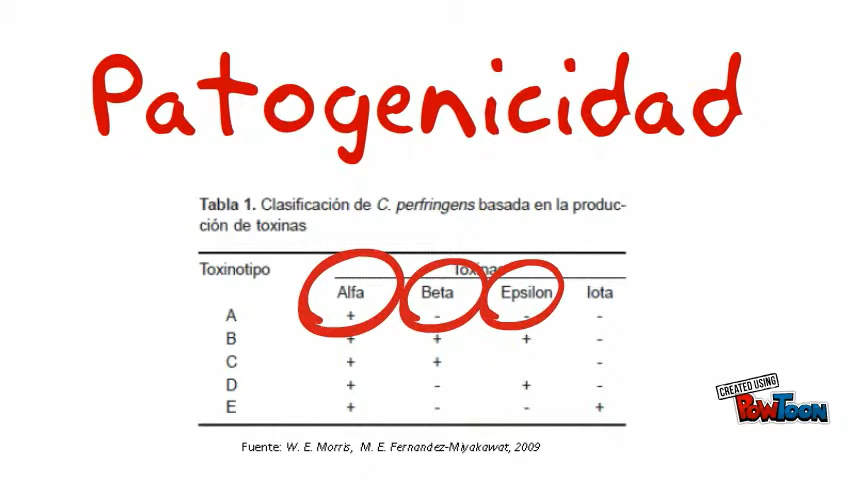 Patogenicidad
Tabla 1. Clasificación de C. perfringens basada en la produc-
ción de toxinas
Toxinotipo Toxinas
Alfa Beta Epsilon Iota
A + - - -
B + + + -
C + + -
D + - + -
E + - - +
Fuente: W. E. Morris, M. E. Fernandez-Miyakawat, 2009
CREATED USING
POWTOON